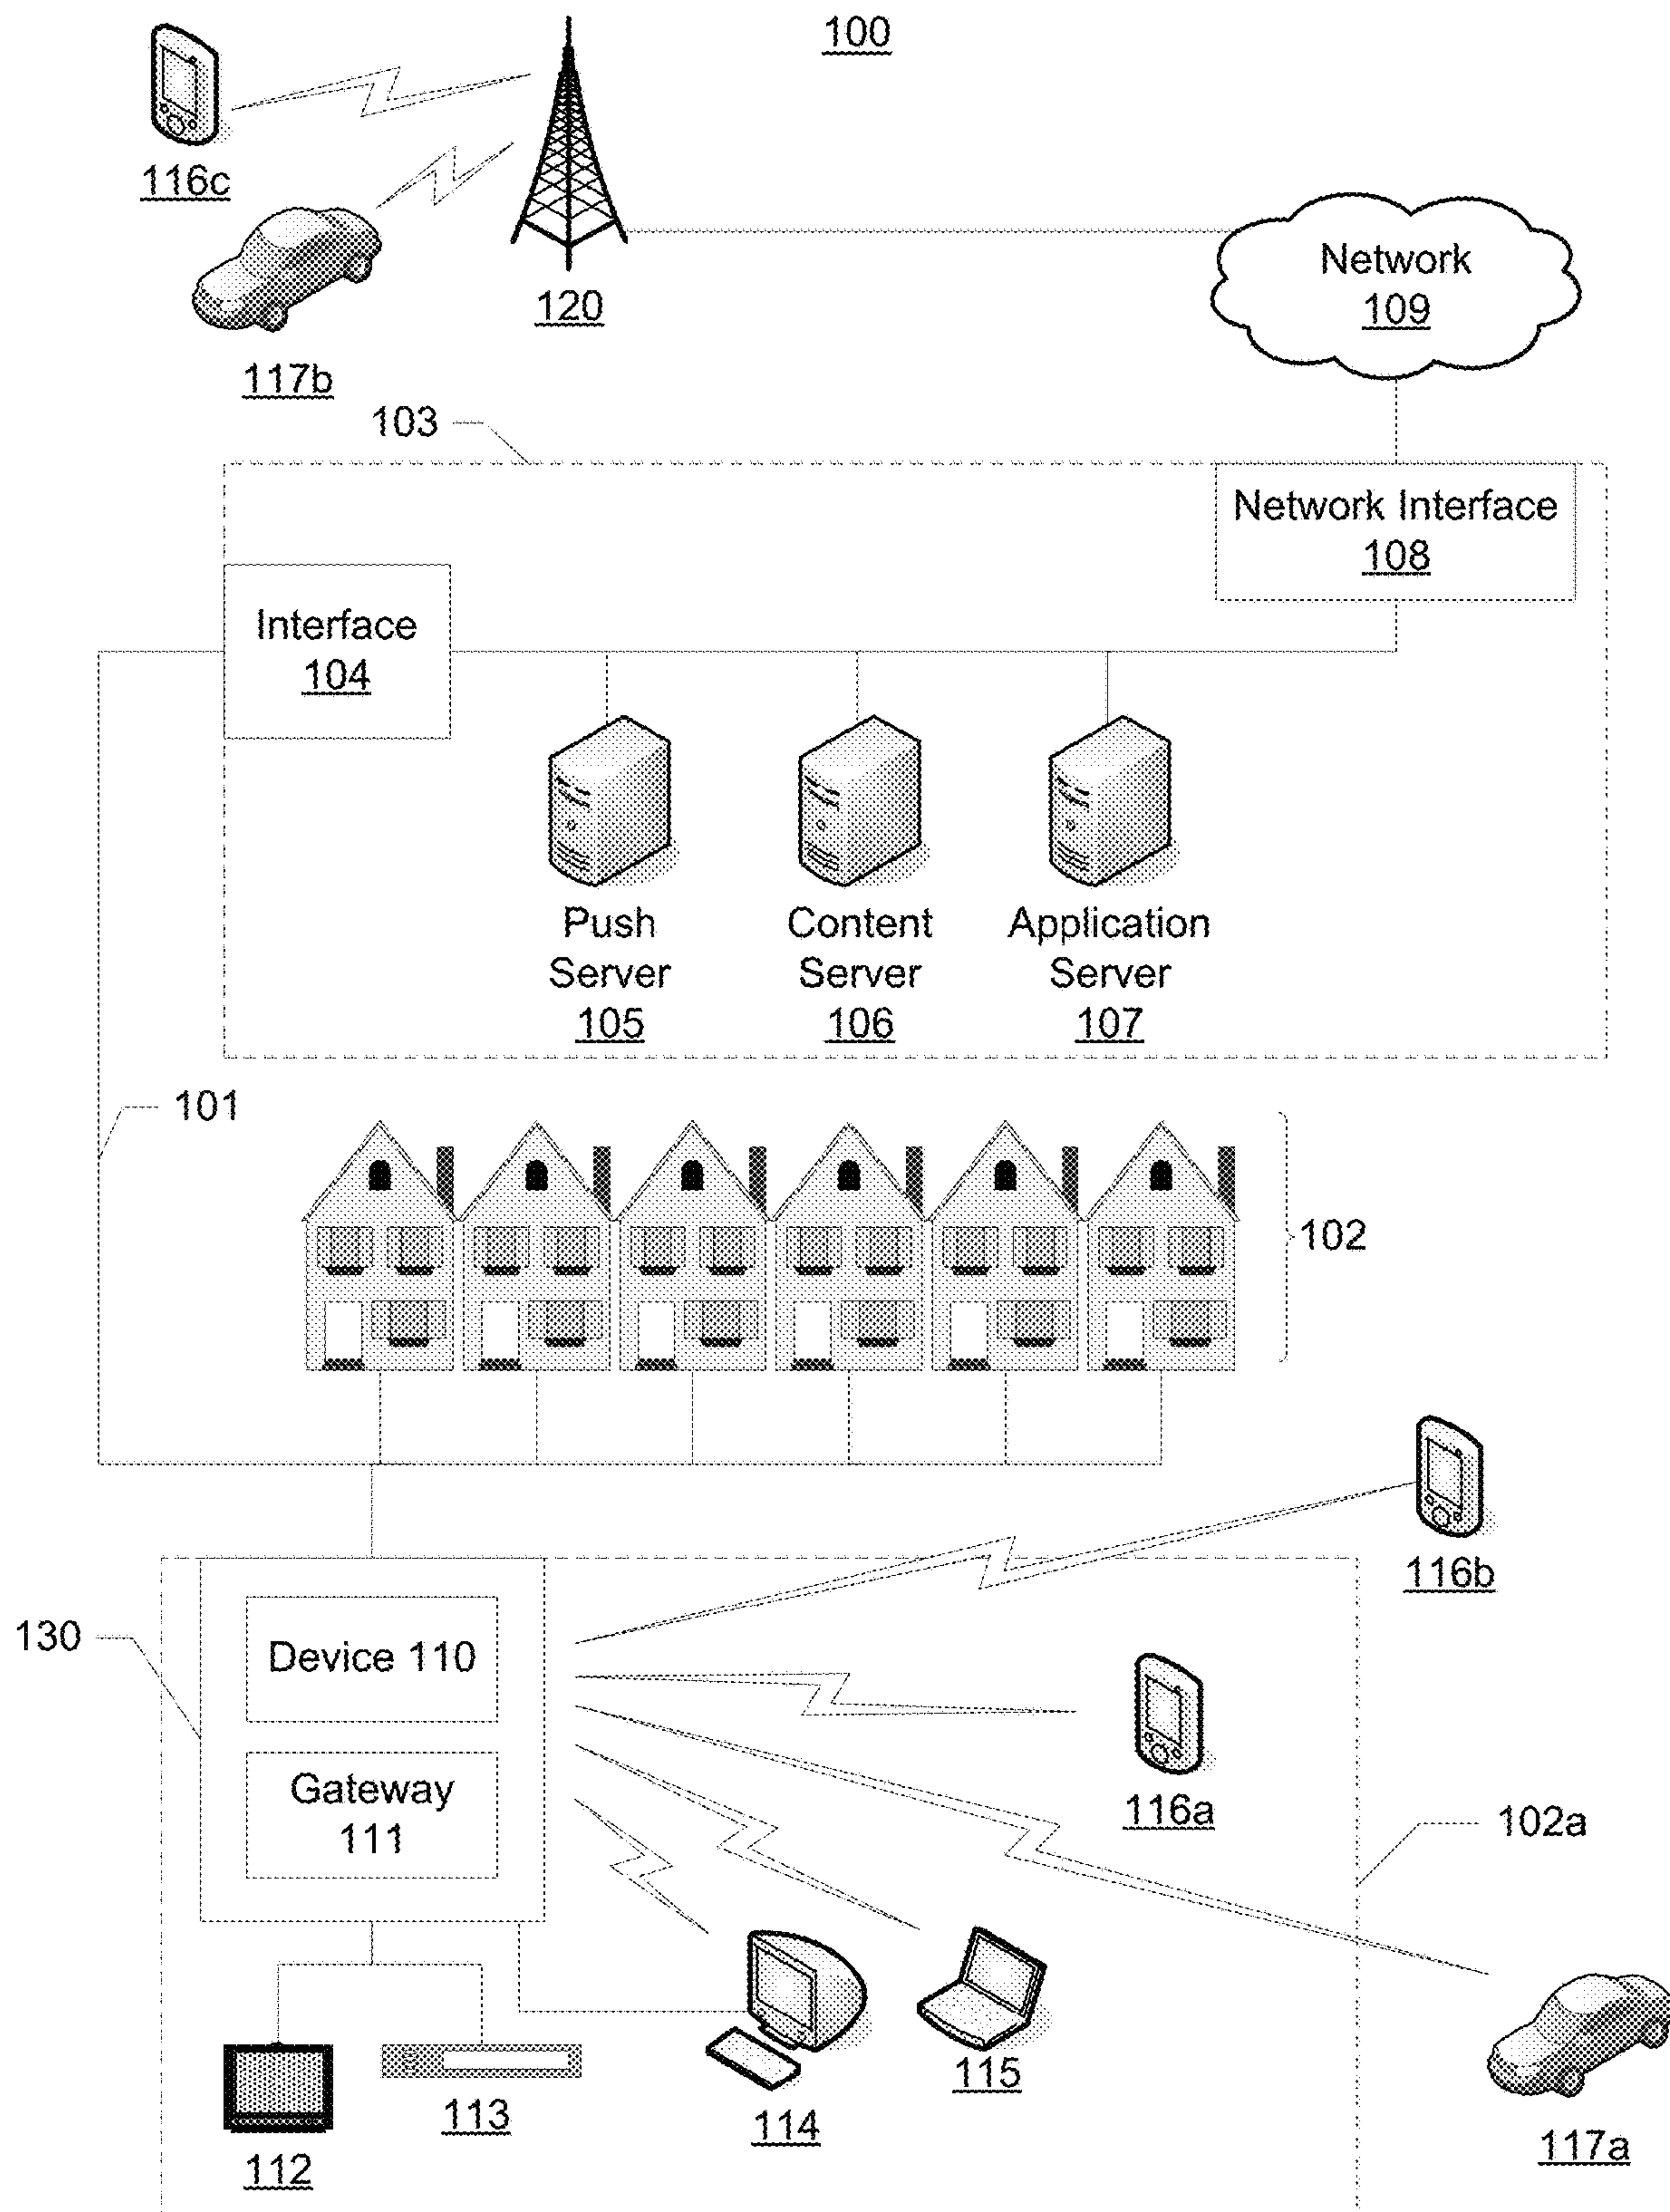 100
116c
120
117b
Network
109
103
Network Interface
108
Interface
104
Push
Server
105
Content
Server
106
Application
Server
107
101
102
116b
130
Device 110
Gateway
111
116a
102a
115
113
114
112
117a